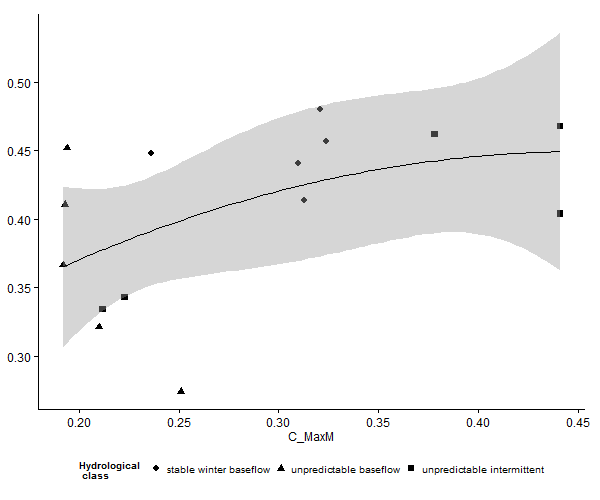 0.50
0.45
0.40
0.35
0.30
0.20 0.25 0.30 0.35 0.40 0.45
C_MaxM
Hydrological
class
stable winter baseflow unpredictable baseflow unpredictable intermittent